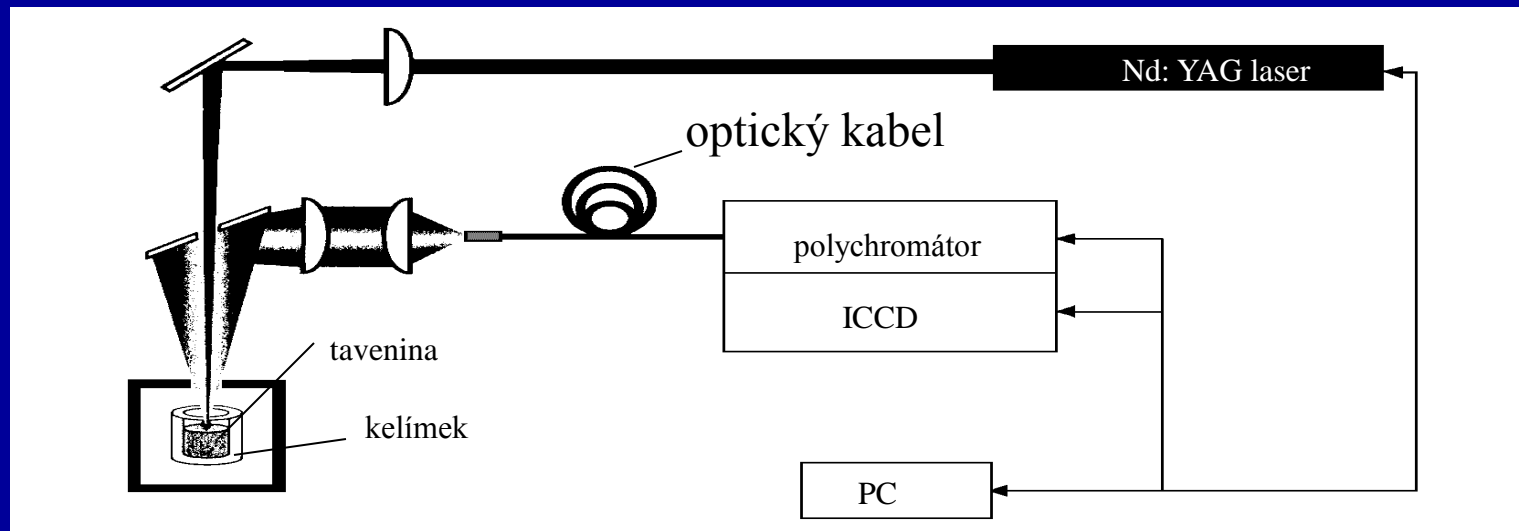 Nd: YAG laser
optický kabel
polychromátor
ICCD
tavenina
kelímek
PC